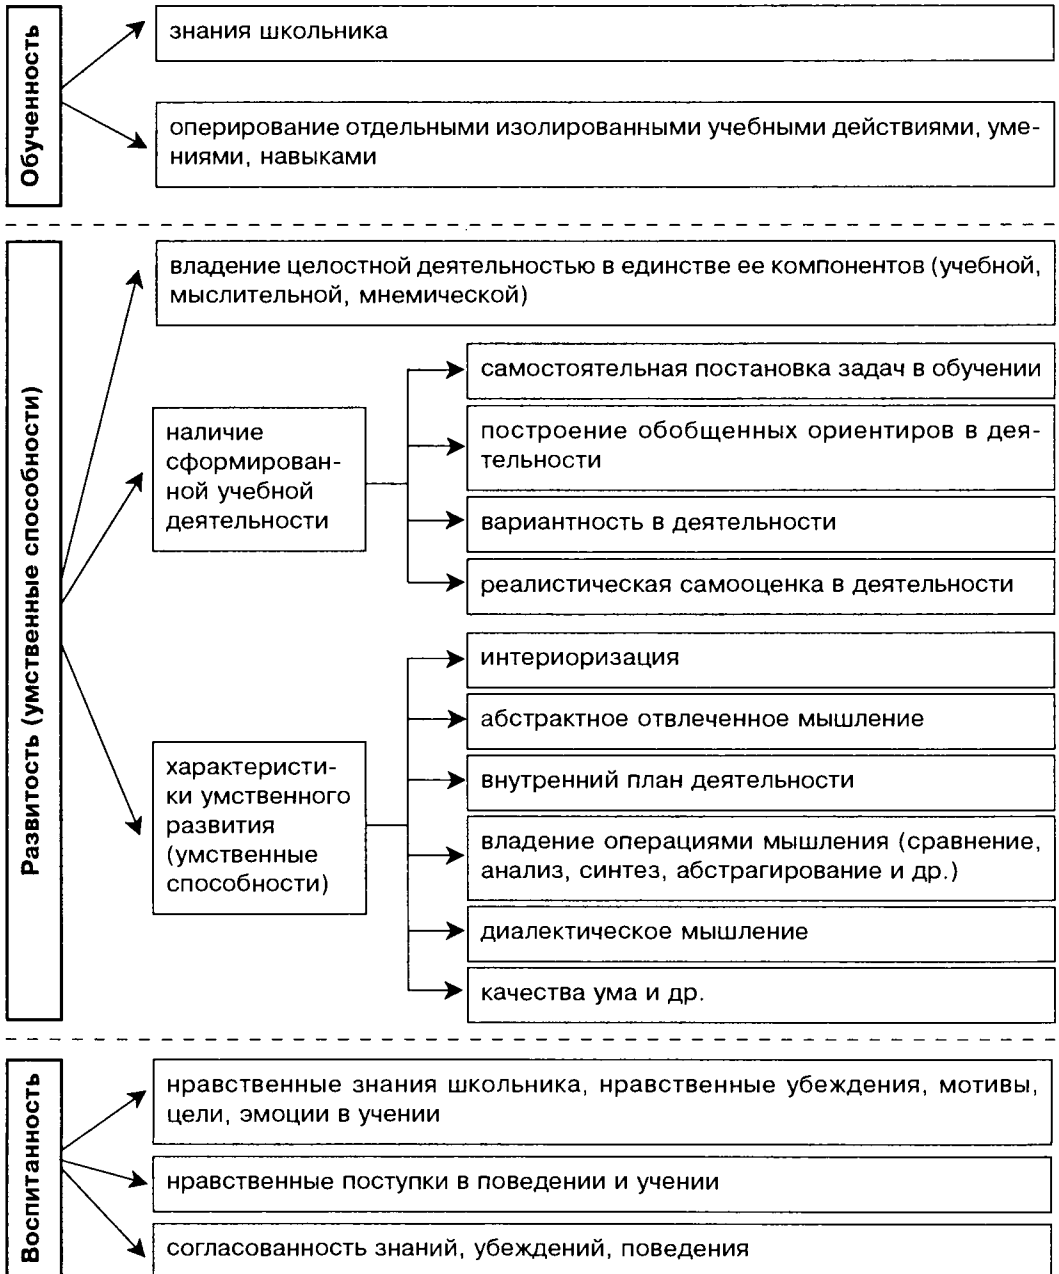 Обученность
знания школьника
оперирование отдельными изолированными учебными действиями, уме-
ниями, навыками
Развитость (умственные способности)
владение целостной деятельностью в единстве ее компонентов (учебной,
мыслительной, мнемической)
наличие
сформирован-
ной учебной
деятельности
самостоятельная постановка задач в обучении
построение обобщенных ориентиров в дея-
тельности
вариантность в деятельности
реалистическая самооценка в деятельности
характеристи-
ки умственного
развития
(умственные
способности)
интериоризация
абстрактное отвлеченное мышление
внутренний план деятельности
владение операциями мышления (сравнение,
анализ, синтез, абстрагирование и др.)
диалектическое мышление
качества ума и др.
Воспитанность
нравственные знания школьника, нравственные убеждения, мотивы,
цели, эмоции в учении
нравственные поступки в поведении и учении
согласованность знаний, убеждений, поведения